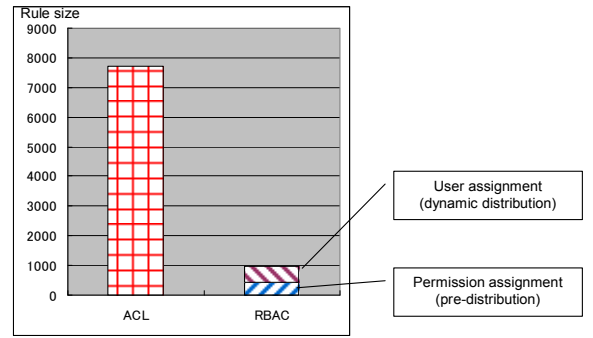 Rule size
9000
8000
7000
6000
5000
4000
3000
2000
1000
0
ACL
RBAC
User assignment
(dynamic distribution)
Permission assignment
(pre-distribution)